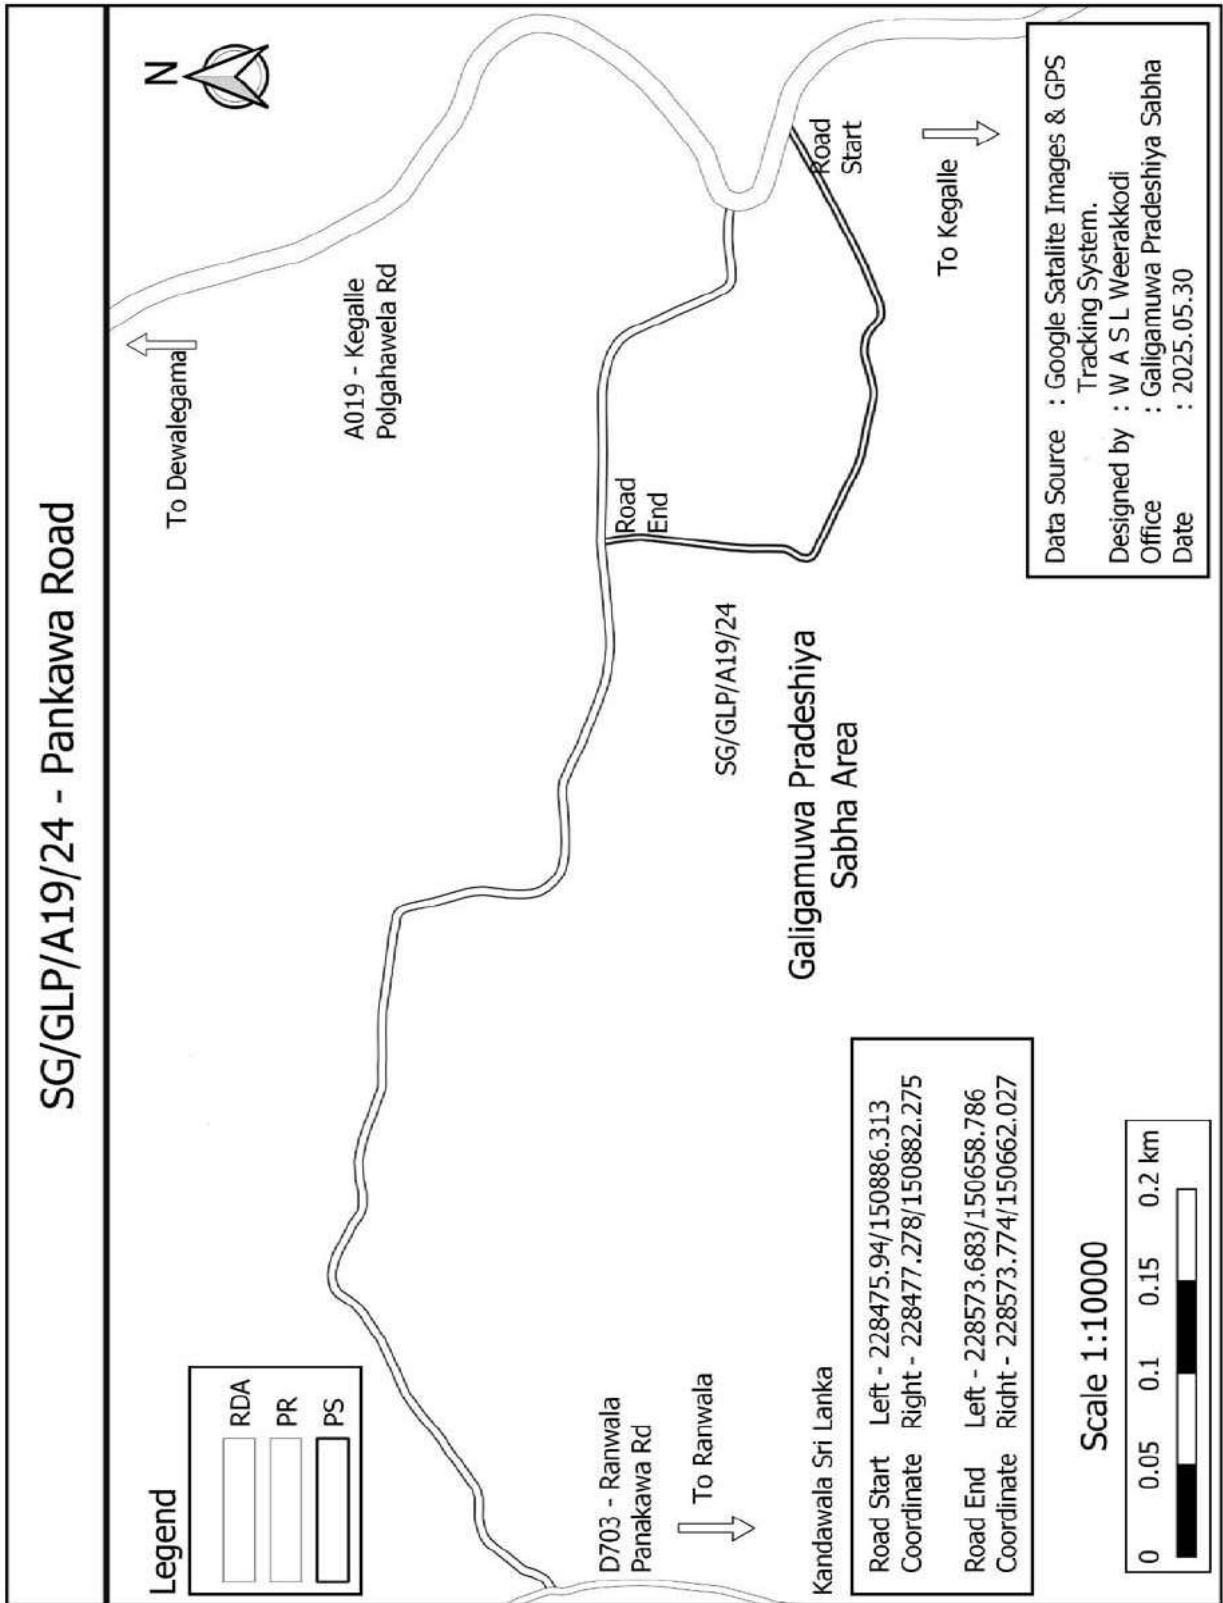 SG/GLP/A19/24 - Pankawa Road
Legend
RDA
PR
PS
N
To Dewalegama
A019 - Kegalle
Polgahawela Rd
Road
End
Road
Start
To Kegalle
SG/GLP/A19/24
Galigamuwa Pradeshiya
Sabha Area
D703 - Ranwala
Panakawa Rd
To Ranwala
Kandawala Sri Lanka
Road Start Left - 228475.94/150886.313
Coordinate Right - 228477.278/150882.275
Road End Left - 228573.683/150658.786
Coordinate Right - 228573.774/150662.027
Scale 1:10000
0 0.05 0.1 0.15 0.2 km
Data Source : Google Satalite Images & GPS
Tracking System.
Designed by : W A S L Weerakkodi
Office : Galigamuwa Pradeshiya Sabha
Date : 2025.05.30